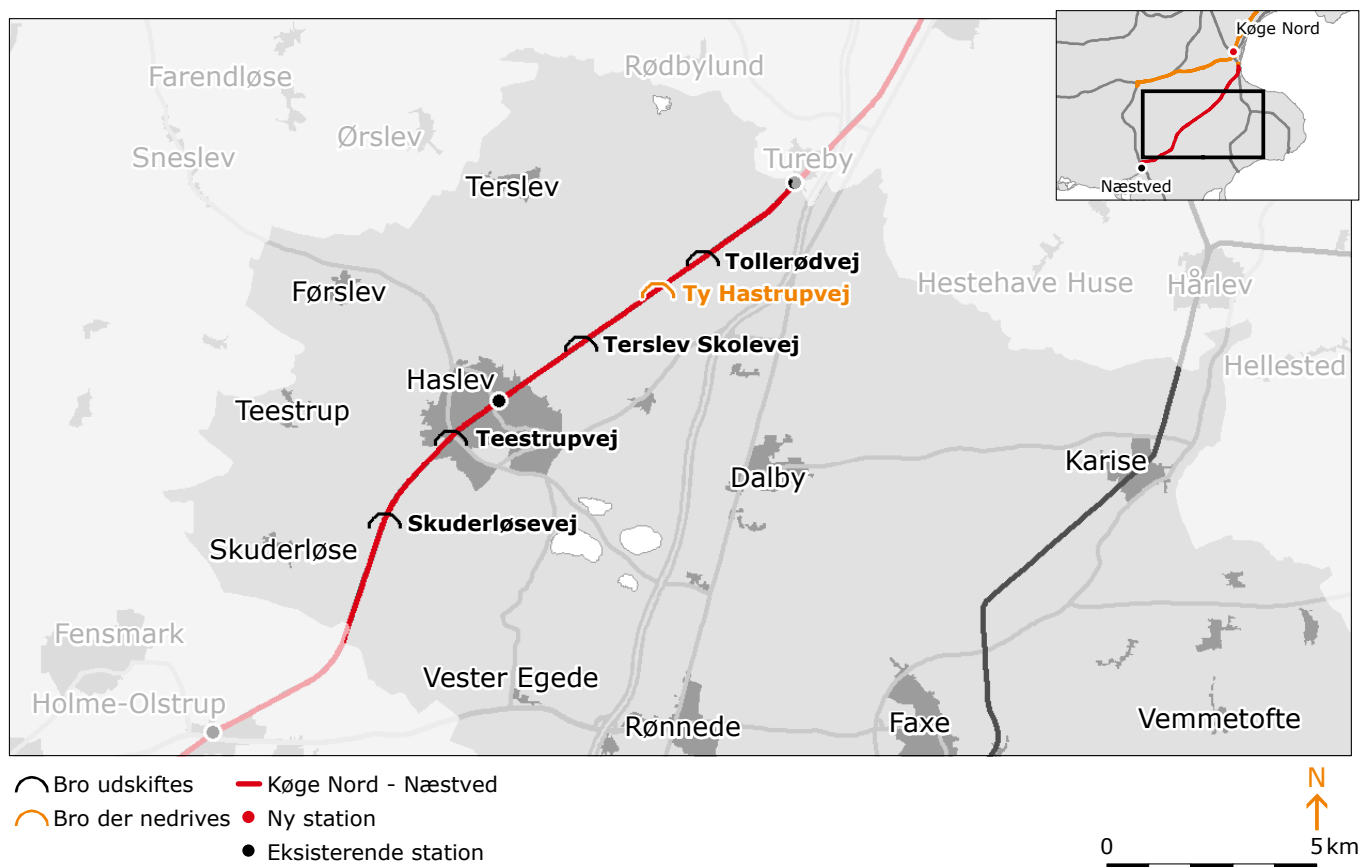 Køge Nord
Næstved
Farendløse
Rødbylund
Ørslev
Sneslev
Tureby
Terslev
Tollerødvej
Hestehave Huse
Hårlev
Førslev
Ty Hastrupvej
Terslev Skolevej
Hellested
Haslev
Teestrup
Teestrupvej
Karise
Dalby
Skuderløsevej
Skuderløse
Fensmark
Vester Egede
Holme-Olstrup
Rønnede
Faxe
Vemmetofte
Bro udskiftes
Køge Nord - Næstved
N
Bro der nedrives
Ny station
Eksisterende station
0 5 km